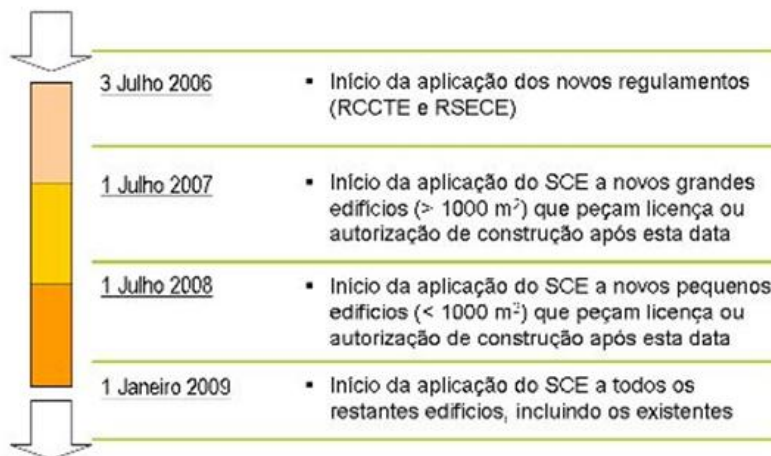 3 Julho 2006
▪ Início da aplicação dos novos regulamentos
(RCCTE e RSECE)
1 Julho 2007
▪ Início da aplicação do SCE a novos grandes
edifícios (> 1000 m²) que peçam licença ou
autorização de construção após esta data
1 Julho 2008
▪ Início da aplicação do SCE a novos pequenos
edifícios (< 1000 m²) que peçam licença ou
autorização de construção após esta data
1 Janeiro 2009
▪ Início da aplicação do SCE a todos os
restantes edifícios, incluindo os existentes